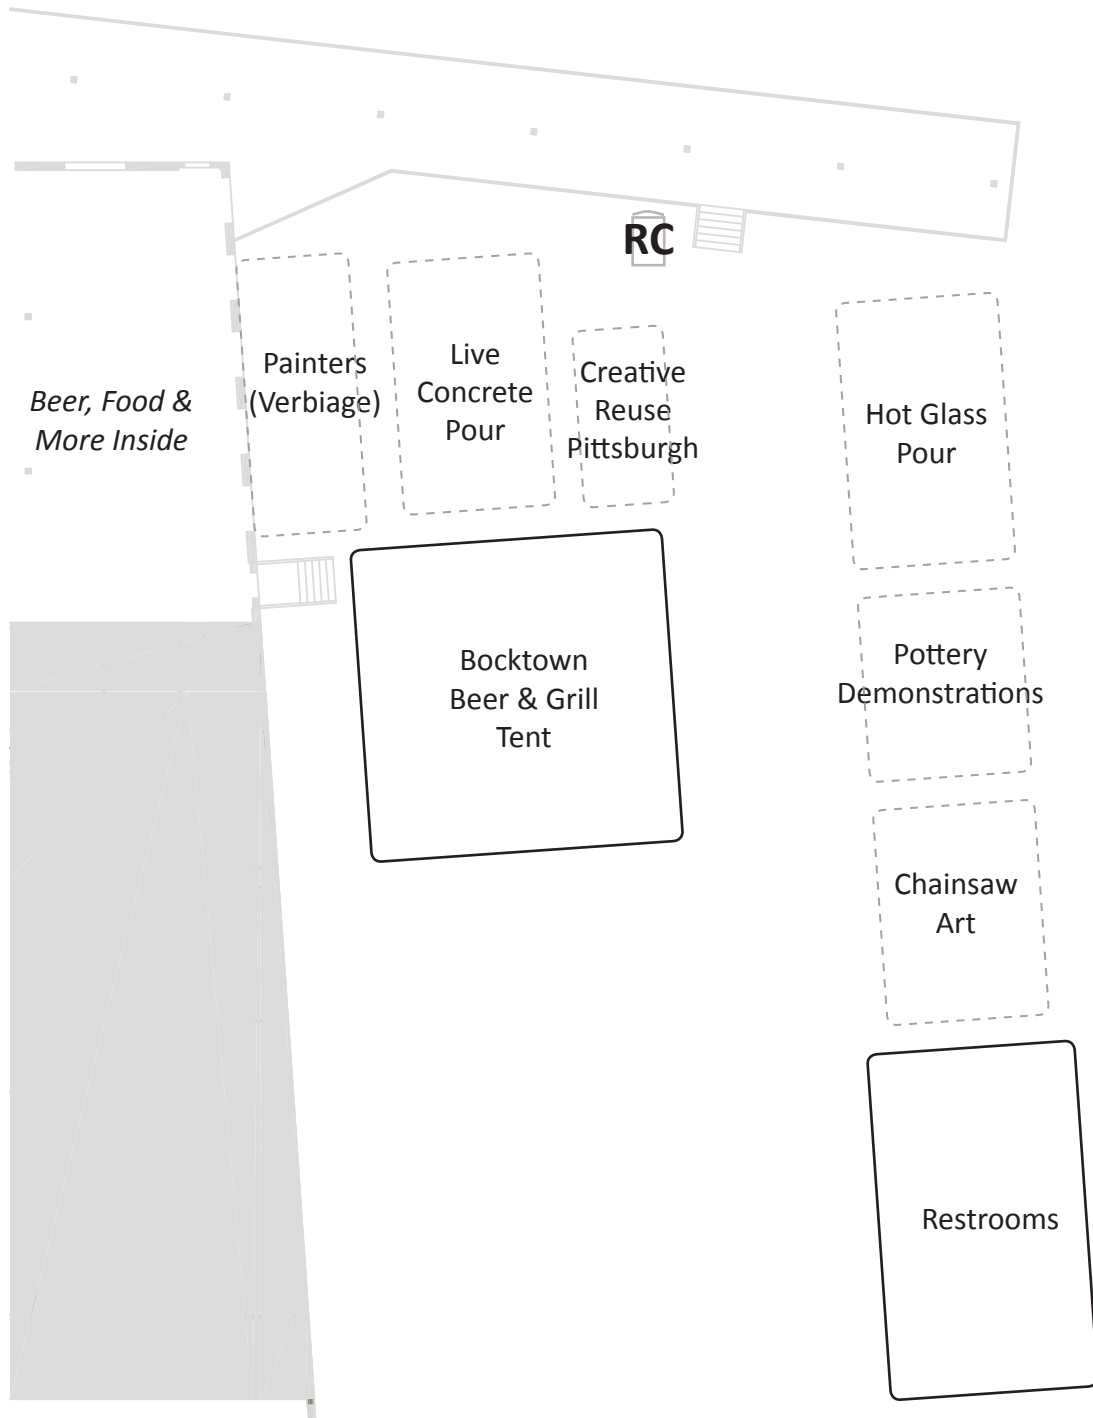 RC
Painters
(Verbiage)
Live
Concrete
Pour
Creative
Reuse
Pittsburgh
Hot Glass
Pour
Beer, Food &
More Inside
Bocktown
Beer & Grill
Tent
Pottery
Demonstrations
Chainsaw
Art
Restrooms